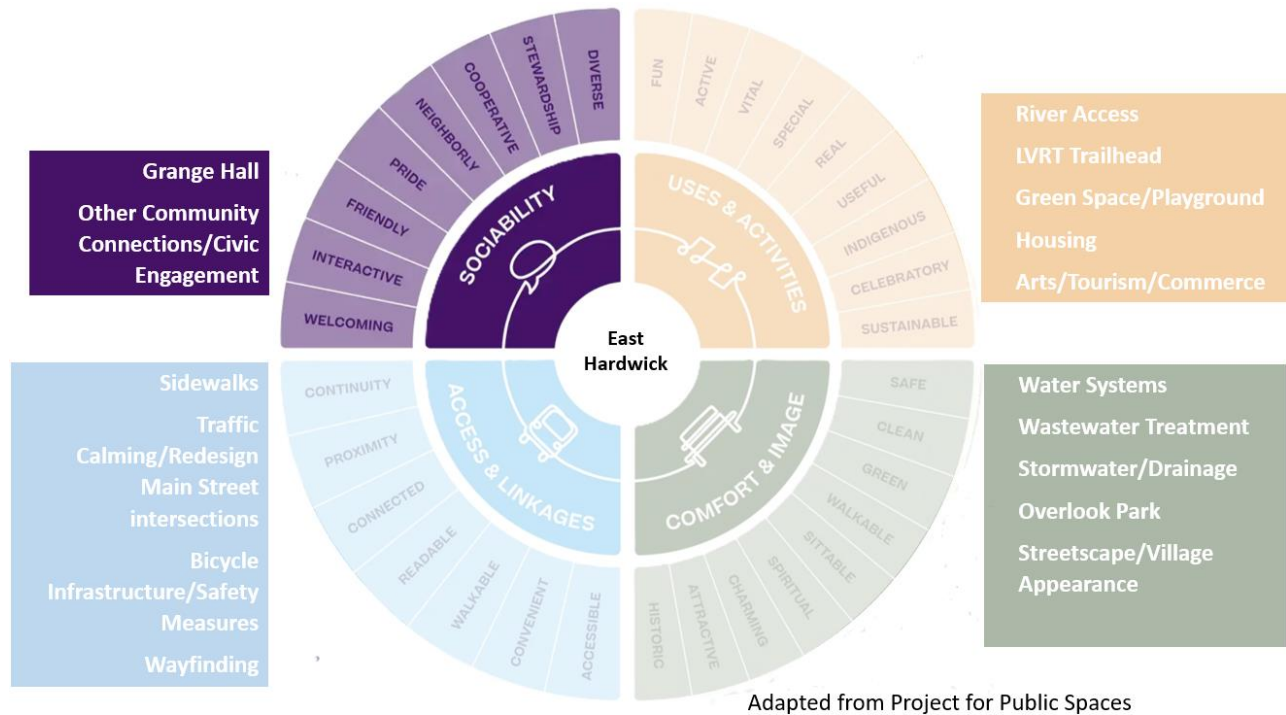 Grange Hall
Other Community
Connections/Civic
Engagement
Sidewalks
Traffic
Calming/Redesign
Main Street
intersections
Bicycle
Infrastructure/Safety
Measures
Wayfinding
WELCOMING
INTERACTIVE
FRIENDLY
PRIDE
NEIGHBORLY
COOPERATIVE
STEWARDSHIP
DIVERSE
SOCIABILITY
FUN
ACTIVE
VITAL
SPECIAL
REAL
USEFUL
INDIGENOUS
CELEBRATORY
SUSTAINABLE
USES & ACTIVITIES
East
Hardwick
CONTINUITY
PROXIMITY
CONNECTED
READABLE
WALKABLE
CONVENIENT
ACCESSIBLE
ACCESS & LINKAGES
SAFE
CLEAN
GREEN
WALKABLE
SITTABLE
SPIRITUAL
CHARMING
ATTRACTIVE
HISTORIC
COMFORT & IMAGE
River Access
LVRT Trailhead
Green Space/Playground
Housing
Arts/Tourism/Commerce
Water Systems
Wastewater Treatment
Stormwater/Drainage
Overlook Park
Streetscape/Village
Appearance
Adapted from Project for Public Spaces